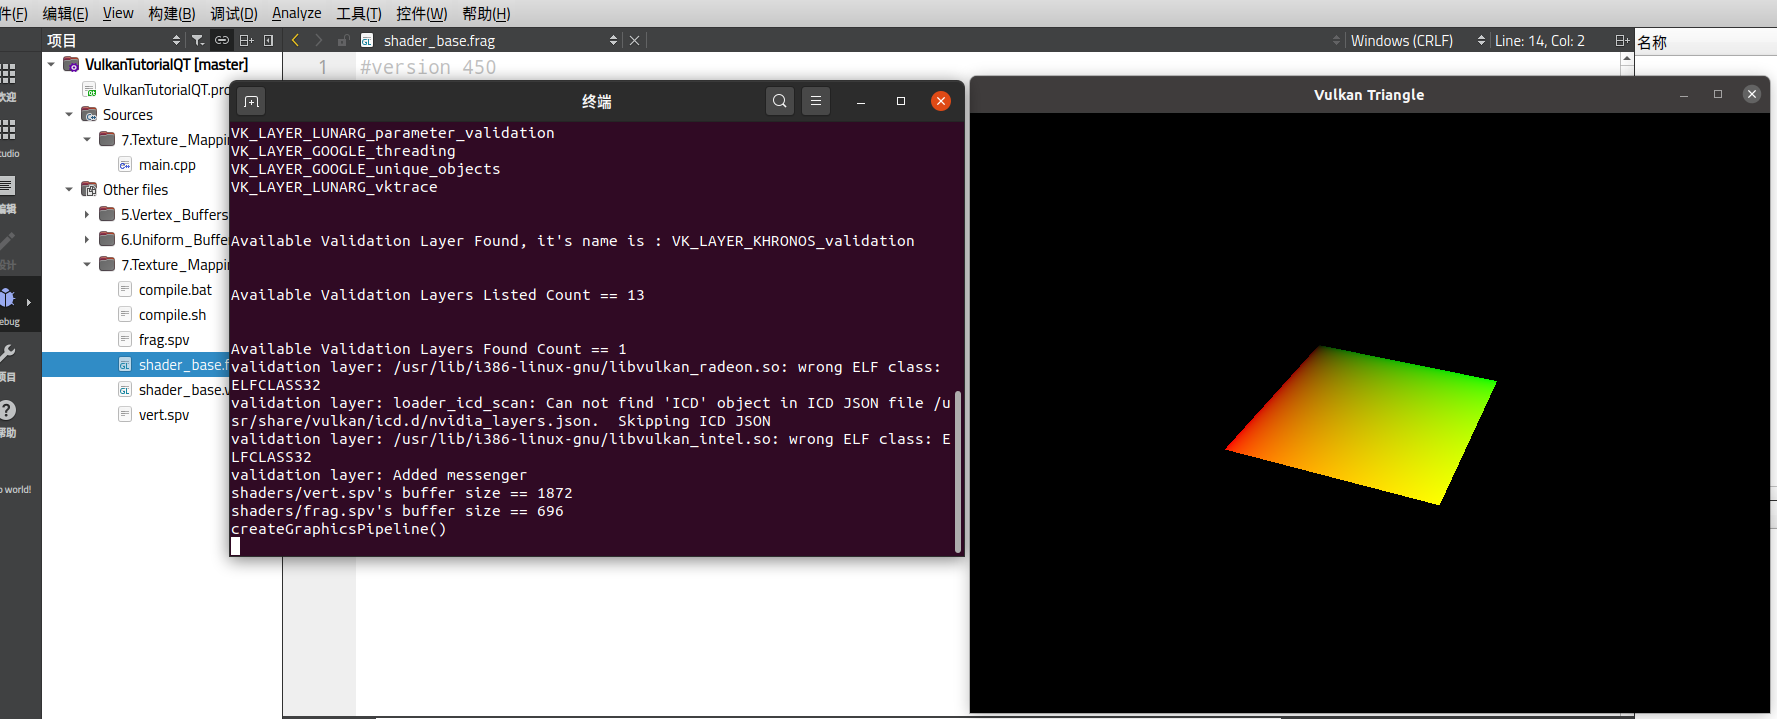 件(F) 编辑(E) View 构建(B) 调试(D) Analyze 工具(T) 控件(W) 帮助(H)
项目
shader_base.frag
Windows (CRLF)
Line: 14, Col: 2
名称
欢迎
tudio
编辑
设计
ebug
项目
帮助
o world!
VulkanTutorialQT [master]
VulkanTutorialQT.pro
Sources
7.Texture_Mappi
main.cpp
Other files
5.Vertex_Buffers
6.Uniform_Buffe
7.Texture_Mappi
compile.bat
compile.sh
frag.spv
shader_base.f
shader_base.v
vert.spv
1 #version 450
终端
VK_LAYER_LUNARG_parameter_validation
VK_LAYER_GOOGLE_threading
VK_LAYER_GOOGLE_unique_objects
VK_LAYER_LUNARG_vktrace
Available Validation Layer Found, it's name is : VK_LAYER_KHRONOS_validation
Available Validation Layers Listed Count == 13
Available Validation Layers Found Count == 1
validation layer: /usr/lib/i386-linux-gnu/libvulkan_radeon.so: wrong ELF class:
ELFCLASS32
validation layer: loader_icd_scan: Can not find 'ICD' object in ICD JSON file /u
sr/share/vulkan/icd.d/nvidia_layers.json.  Skipping ICD JSON
validation layer: /usr/lib/i386-linux-gnu/libvulkan_intel.so: wrong ELF class: E
LFCLASS32
validation layer: Added messenger
shaders/vert.spv's buffer size == 1872
shaders/frag.spv's buffer size == 696
createGraphicsPipeline()
Vulkan Triangle